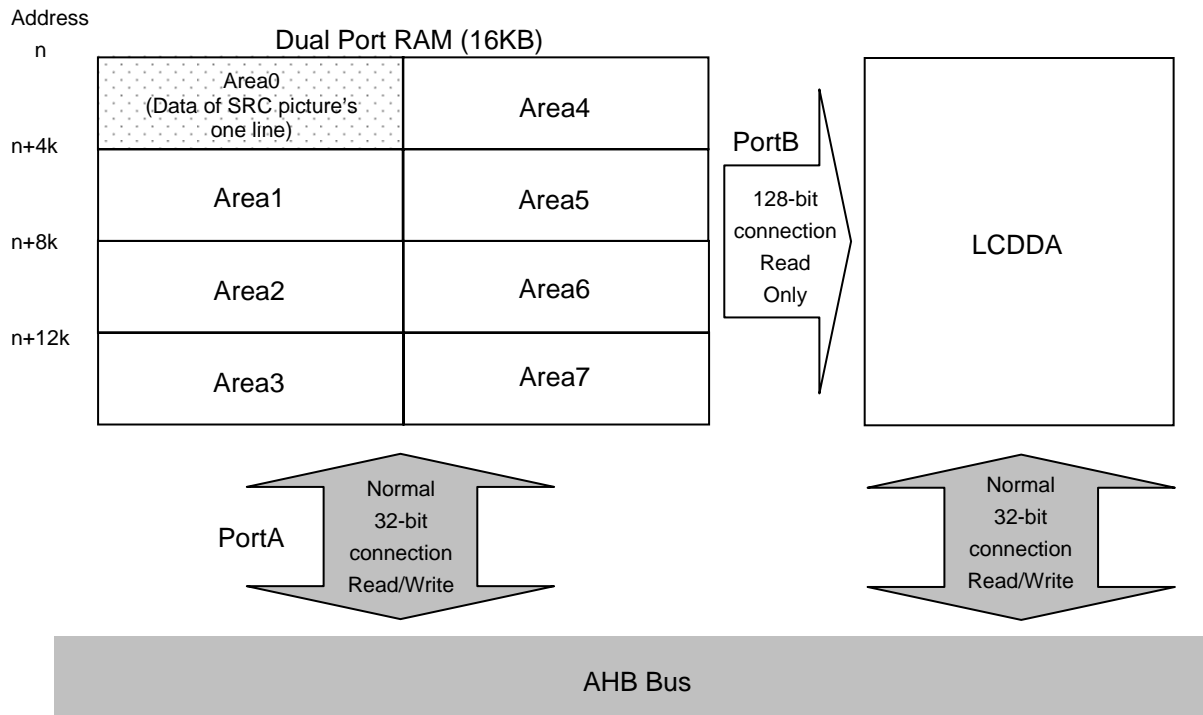 Address
n
Dual Port RAM (16KB)
Area0
(Data of SRC picture's
one line)
Area4
n+4k
Area1
Area5
n+8k
Area2
Area6
n+12k
Area3
Area7
PortB
128-bit
connection
Read
Only
LCDDA
PortA
Normal
32-bit
connection
Read/Write
Normal
32-bit
connection
Read/Write
AHB Bus